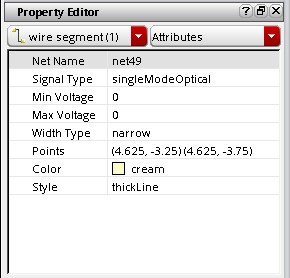 Property Editor
wire segment (1) Attributes
Net Name net49
Signal Type singleModeOptical
Min Voltage 0
Max Voltage 0
Width Type narrow
Points (4.625, -3.25) (4.625, -3.75)
Color cream
Style thickLine